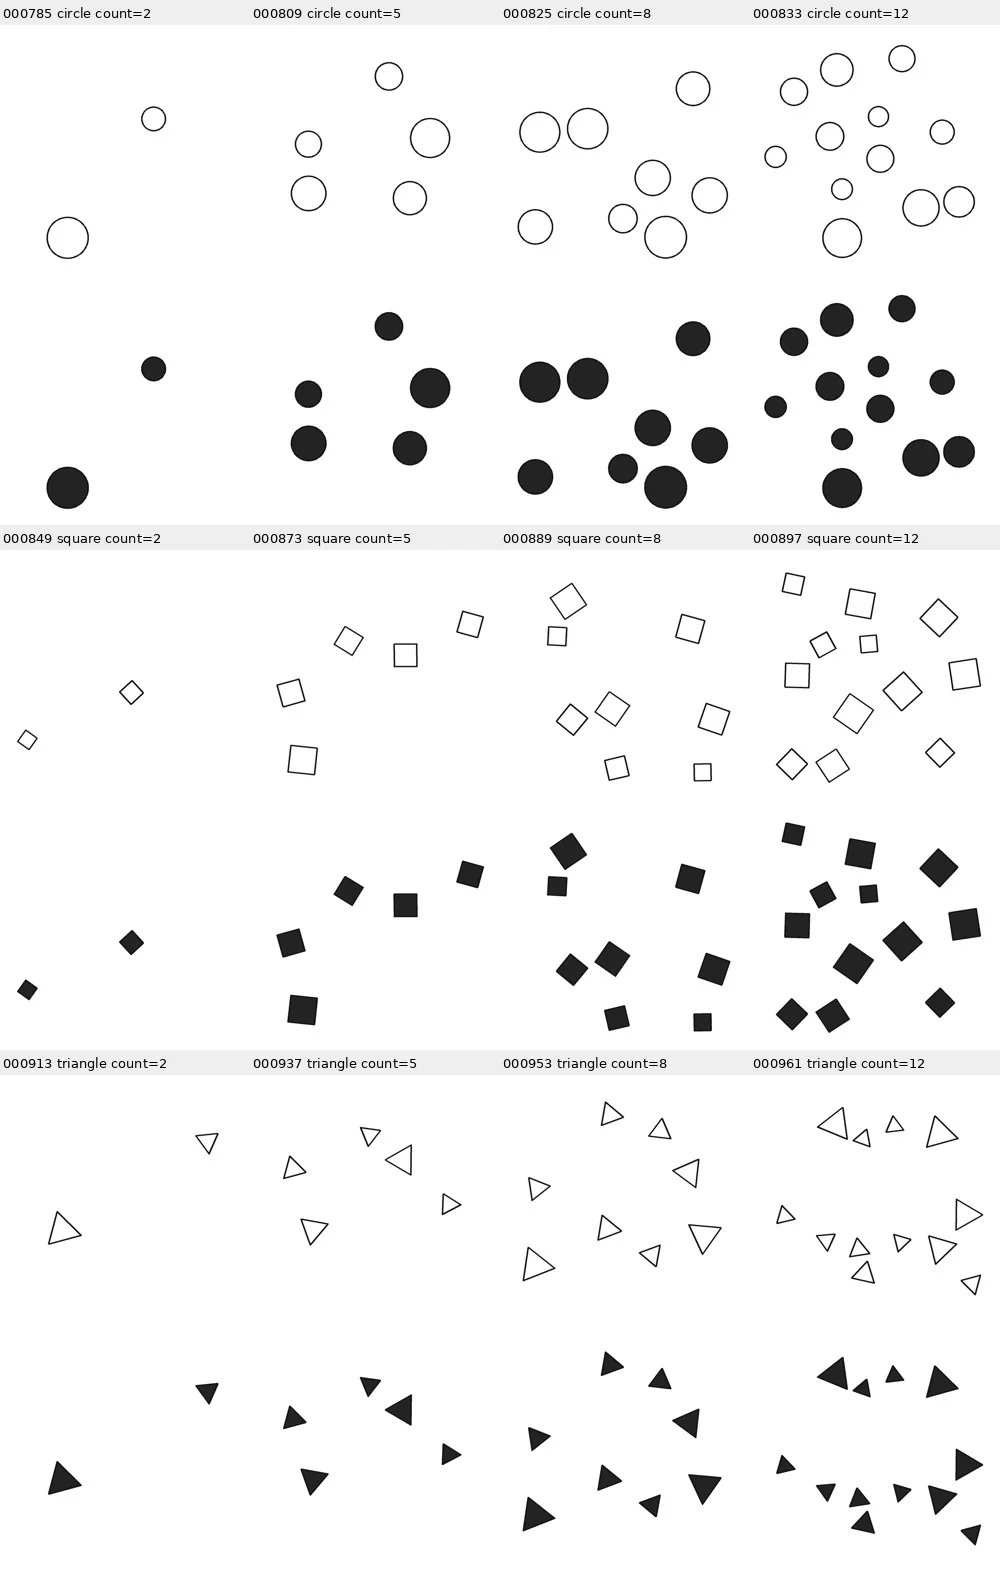 000785 circle count=2
000809 circle count=5
000825 circle count=8
000833 circle count=12
000849 square count=2
000873 square count=5
000889 square count=8
000897 square count=12
000913 triangle count=2
000937 triangle count=5
000953 triangle count=8
000961 triangle count=12